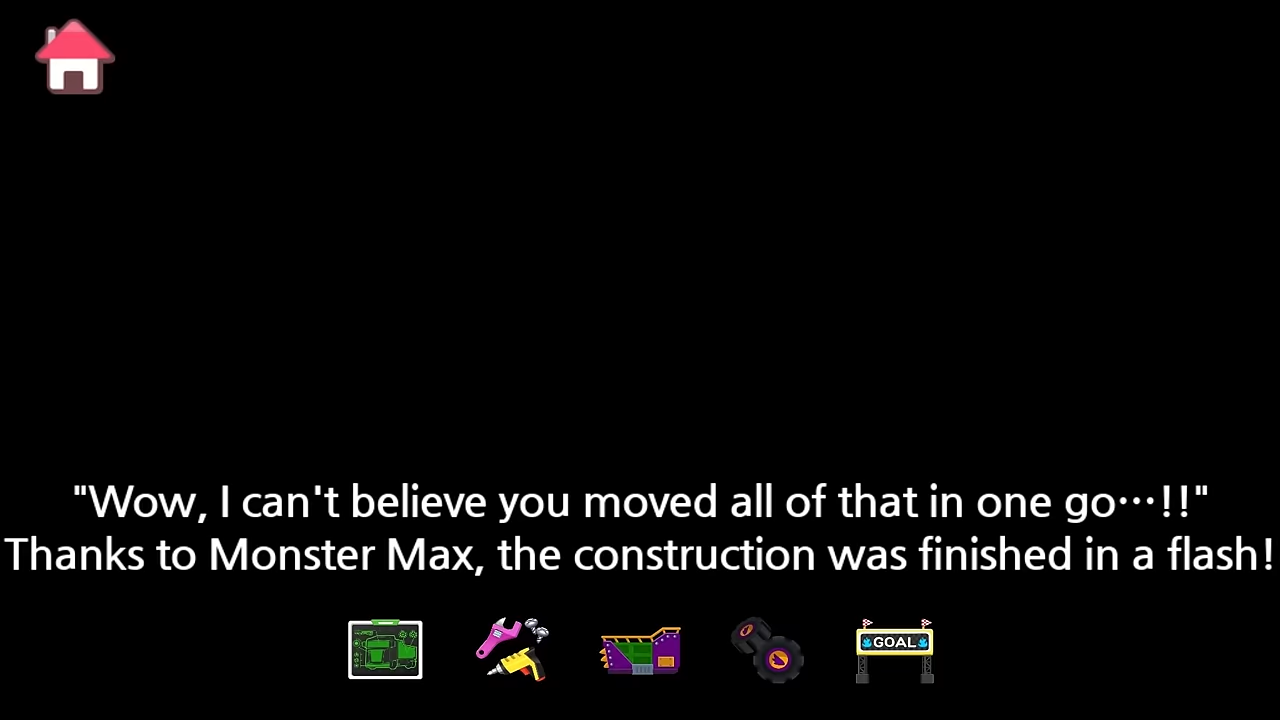 "Wow, I can't believe you moved all of that in one go…!!"
Thanks to Monster Max, the construction was finished in a flash!
GOAL